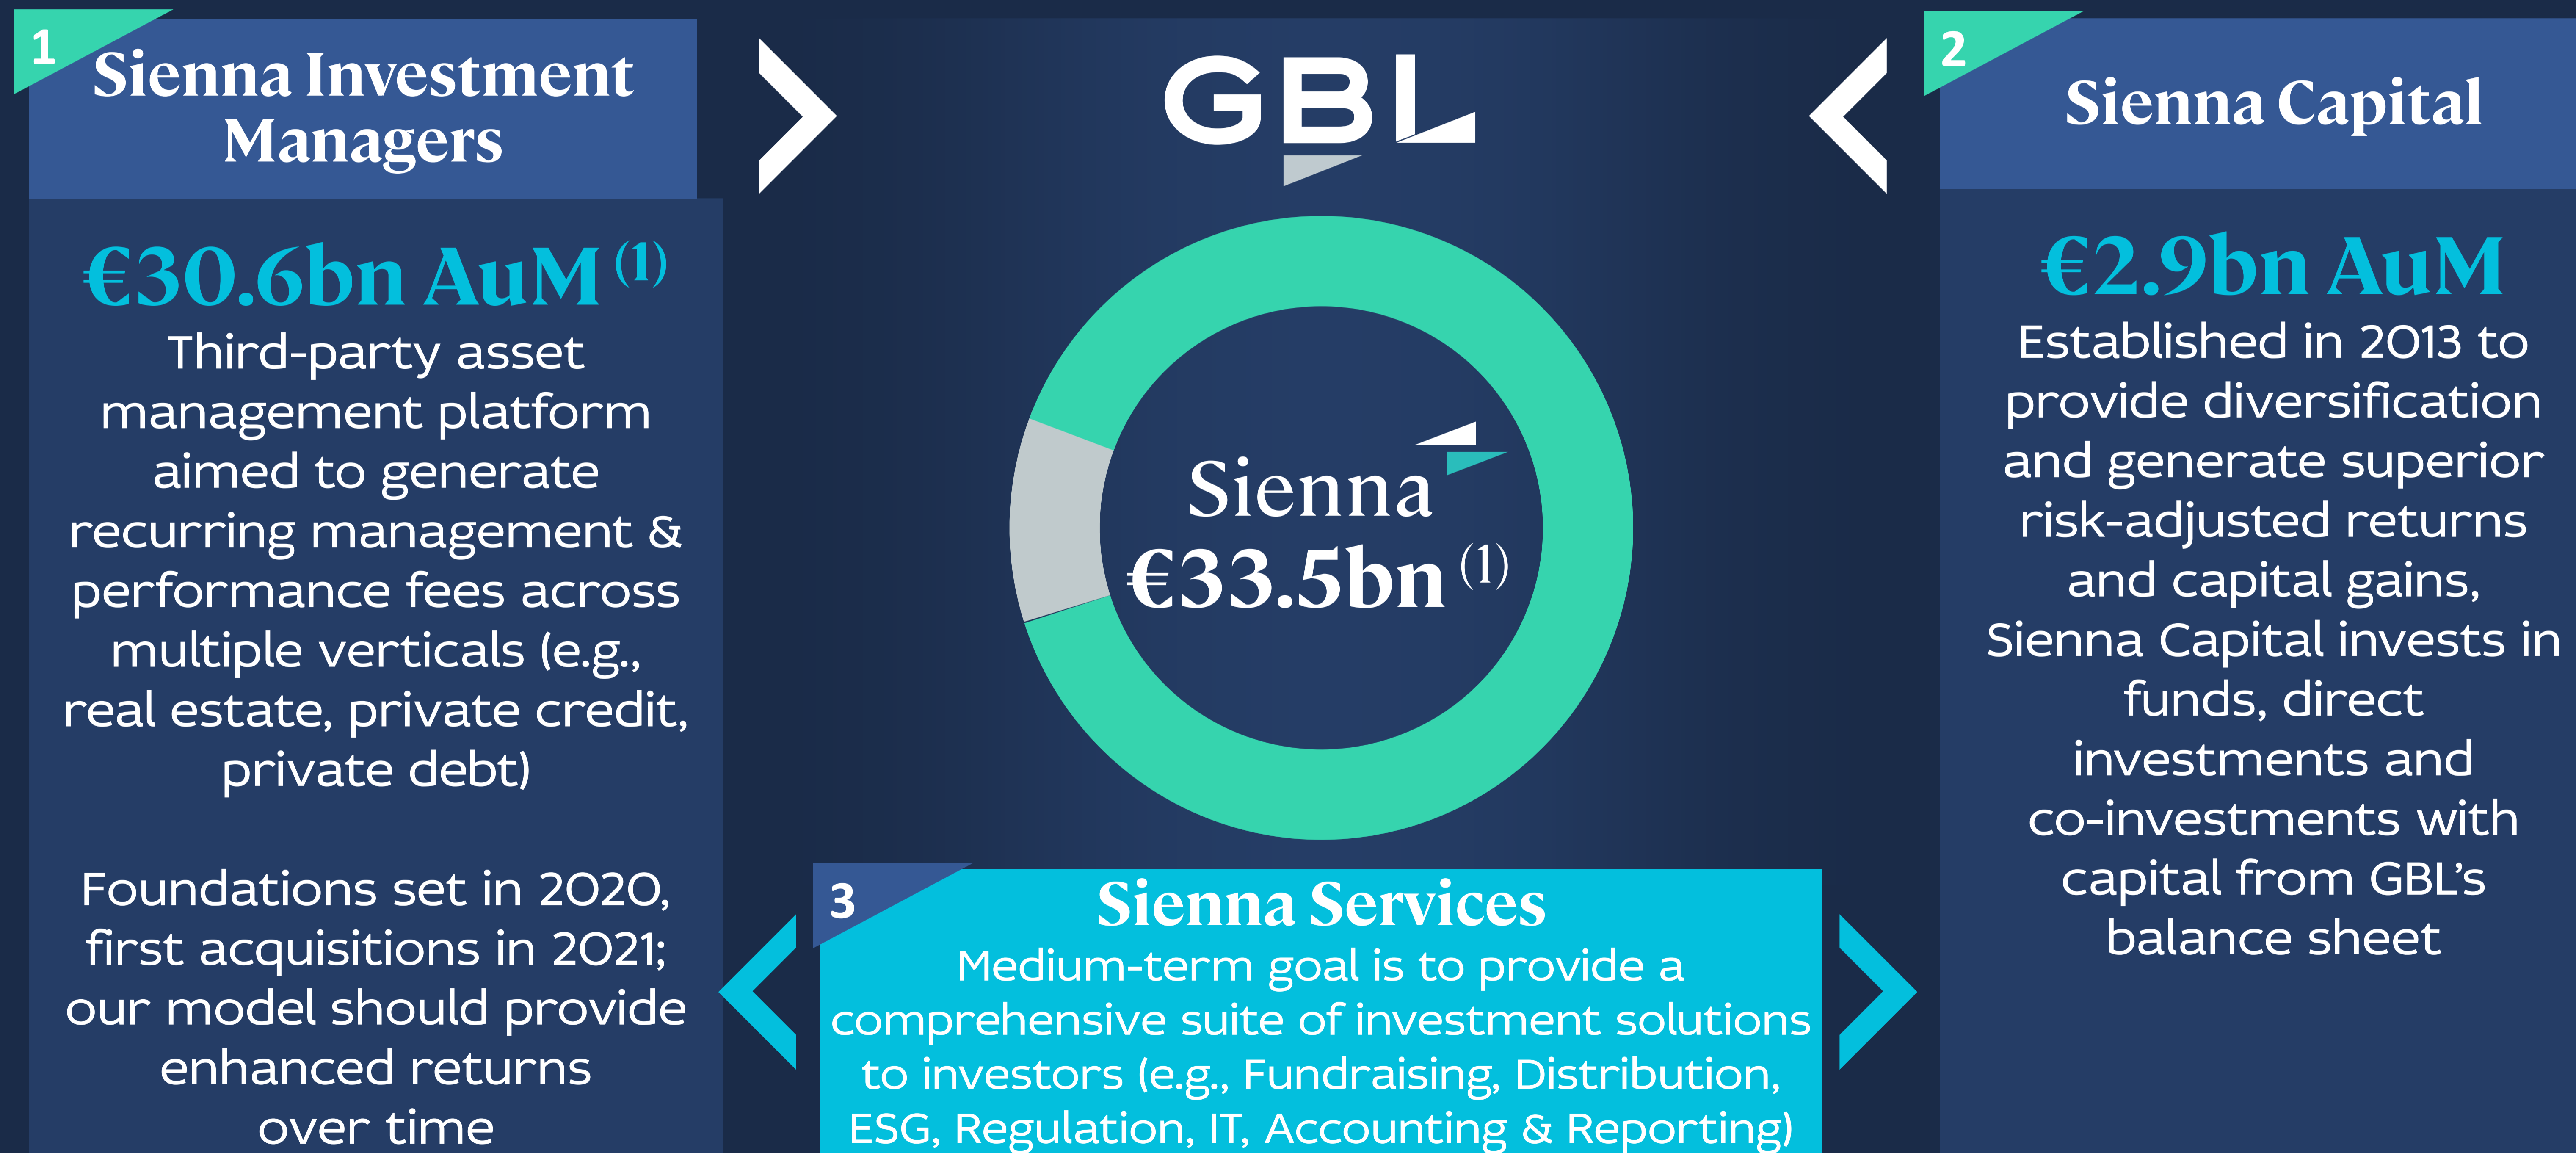 1
Sienna Investment
Managers
€30.6bn AuM (1)
Third-party asset
management platform
aimed to generate
recurring management &
performance fees across
multiple verticals (e.g.,
real estate, private credit,
private debt)
Foundations set in 2020,
first acquisitions in 2021;
our model should provide
enhanced returns
over time
GBL
Sienna
€33.5bn (1)
2
Sienna Capital
€2.9bn AuM
Established in 2013 to
provide diversification
and generate superior
risk-adjusted returns
and capital gains,
Sienna Capital invests in
funds, direct
investments and
co-investments with
capital from GBL’s
balance sheet
3
Sienna Services
Medium-term goal is to provide a
comprehensive suite of investment solutions
to investors (e.g., Fundraising, Distribution,
ESG, Regulation, IT, Accounting & Reporting)